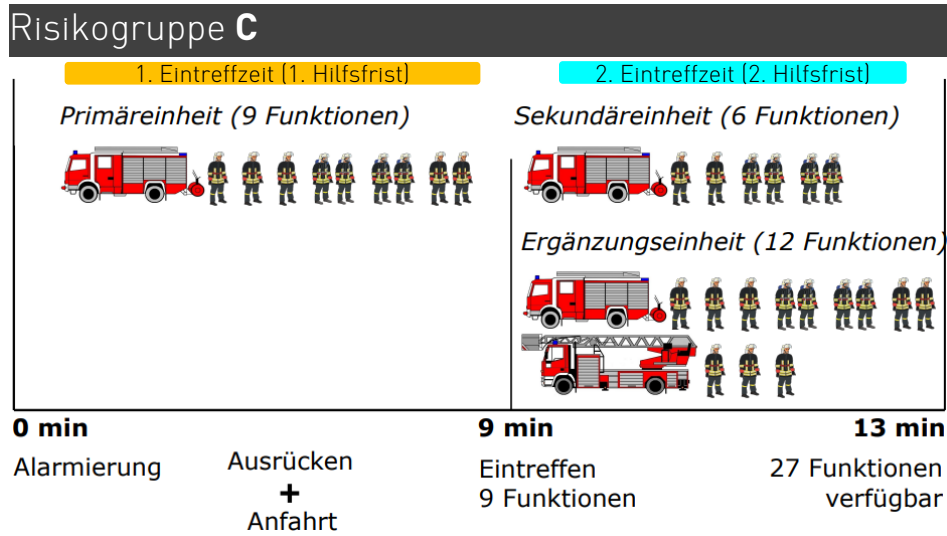 Risikogruppe C
1. Eintreffzeit (1. Hilfsfrist)
2. Eintreffzeit (2. Hilfsfrist)
Primäreinheit (9 Funktionen)
Sekundäreinheit (6 Funktionen)
Ergänzungseinheit (12 Funktionen)
0 min
9 min
13 min
Alarmierung
Ausrücken
+
Anfahrt
Eintreffen
9 Funktionen
27 Funktionen
verfügbar